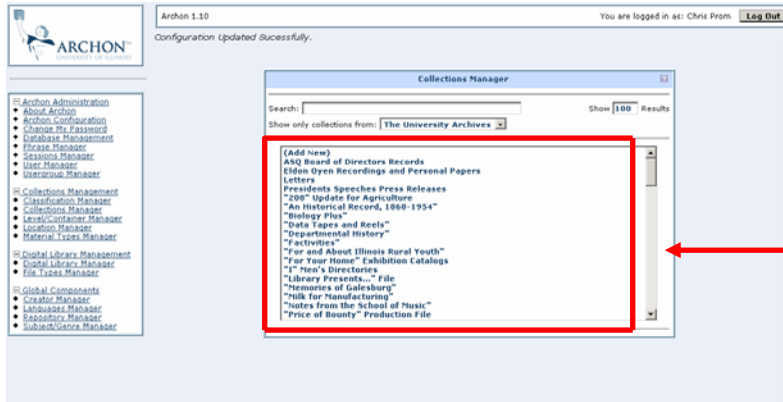 Archon 1.10
You are logged in as: Chris Prom Log Out
Configuration Updated Sucessfully.
ARCHON™
UNIVERSITY OF ILLINOIS
Archon Administration
About Archon
Archon Configuration
Change My Password
Database Management
Phrase Manager
Sessions Manager
User Manager
Usergroup Manager
Collections Management
Classification Manager
Collections Manager
Level/Container Manager
Location Manager
Material Types Manager
Digital Library Management
Digital Library Manager
File Types Manager
Global Components
Creator Manager
Languages Manager
Repository Manager
Subject/Genre Manager
Collections Manager
Search:
Show 100 Results
Show only collections from: The University Archives
(Add New)
ASQ Board of Directors Records
Eldon Oyen Recordings and Personal Papers
Letters
Presidents Speeches Press Releases
"208" Update for Agriculture
"An Historical Record, 1868-1954"
"Biology Plus"
"Data Tapes and Reels"
"Departmental History"
"Factivities"
"For and About Illinois Rural Youth"
"For Your Home" Exhibition Catalogs
"I" Men's Directories
"Library Presents..." File
"Memories of Galesburg"
"Milk for Manufacturing"
"Notes from the School of Music"
"Price of Bounty" Production File